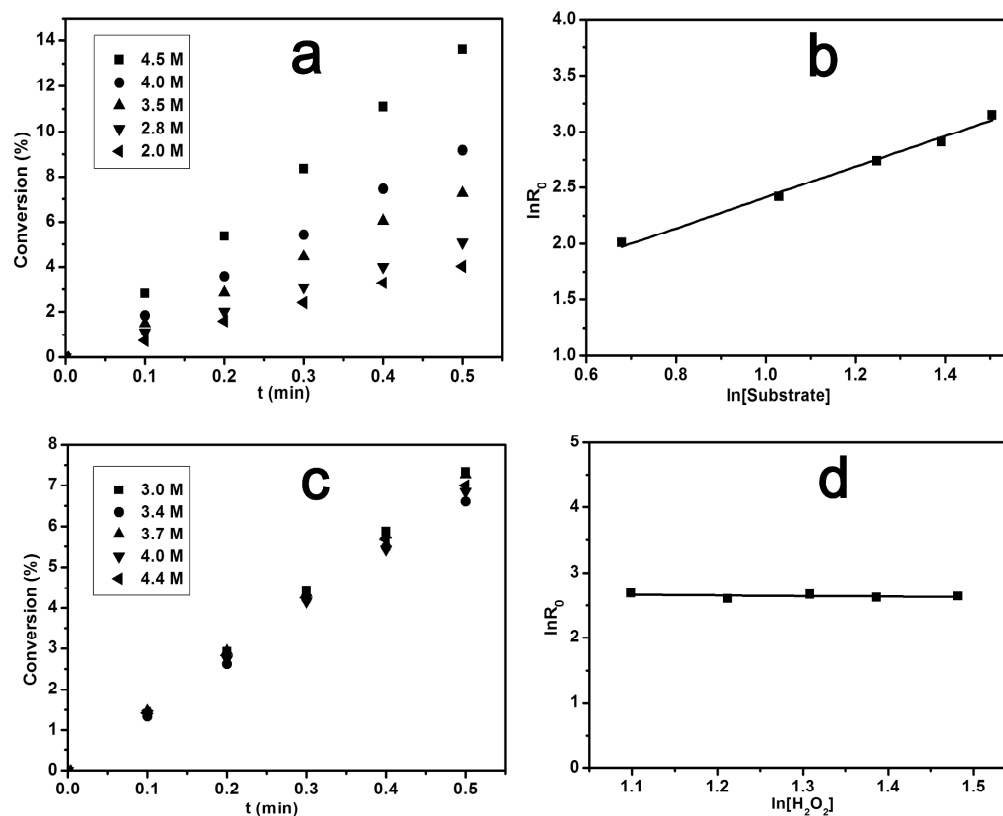 a
4.5 M
4.0 M
3.5 M
2.8 M
2.0 M
14
12
10
8
6
4
2
0
Conversion (%)
0.0 0.1 0.2 0.3 0.4 0.5
t (min)
b
4.0
3.5
3.0
2.5
2.0
1.5
1.0
lnR0
0.6 0.8 1.0 1.2 1.4
ln[Substrate]
c
3.0 M
3.4 M
3.7 M
4.0 M
4.4 M
8
7
6
5
4
3
2
1
0
Conversion (%)
0.0 0.1 0.2 0.3 0.4 0.5
t (min)
d
5
4
3
2
1
0
lnR0
1.1 1.2 1.3 1.4 1.5
ln[H2O2]